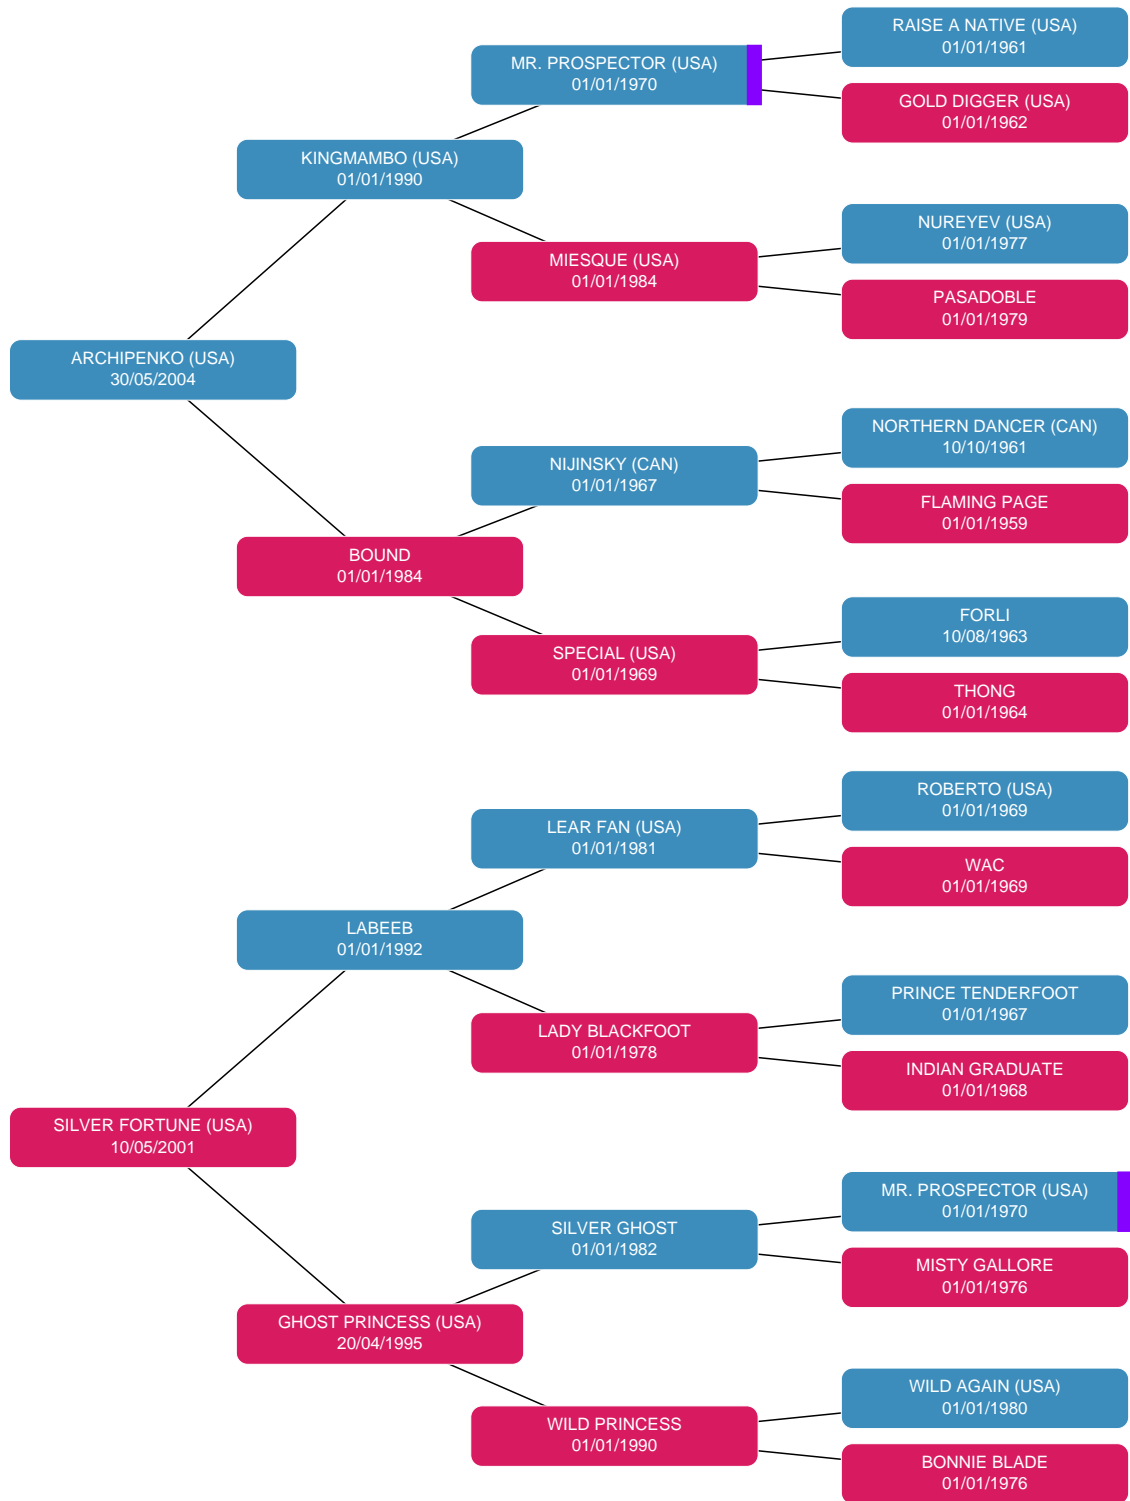 RAISE A NATIVE (USA)
01/01/1961
MR. PROSPECTOR (USA)
01/01/1970
GOLD DIGGER (USA)
01/01/1962
KINGMAMBO (USA)
01/01/1990
NUREYEV (USA)
01/01/1977
MIESQUE (USA)
01/01/1984
PASADOBLE
01/01/1979
ARCHIPENKO (USA)
30/05/2004
NORTHERN DANCER (CAN)
10/10/1961
NIJINSKY (CAN)
01/01/1967
FLAMING PAGE
01/01/1959
BOUND
01/01/1984
FORLI
10/08/1963
SPECIAL (USA)
01/01/1969
THONG
01/01/1964
ROBERTO (USA)
01/01/1969
LEAR FAN (USA)
01/01/1981
WAC
01/01/1969
LABEEB
01/01/1992
PRINCE TENDERFOOT
01/01/1967
LADY BLACKFOOT
01/01/1978
INDIAN GRADUATE
01/01/1968
SILVER FORTUNE (USA)
10/05/2001
MR. PROSPECTOR (USA)
01/01/1970
SILVER GHOST
01/01/1982
MISTY GALLORE
01/01/1976
GHOST PRINCESS (USA)
20/04/1995
WILD AGAIN (USA)
01/01/1980
WILD PRINCESS
01/01/1990
BONNIE BLADE
01/01/1976